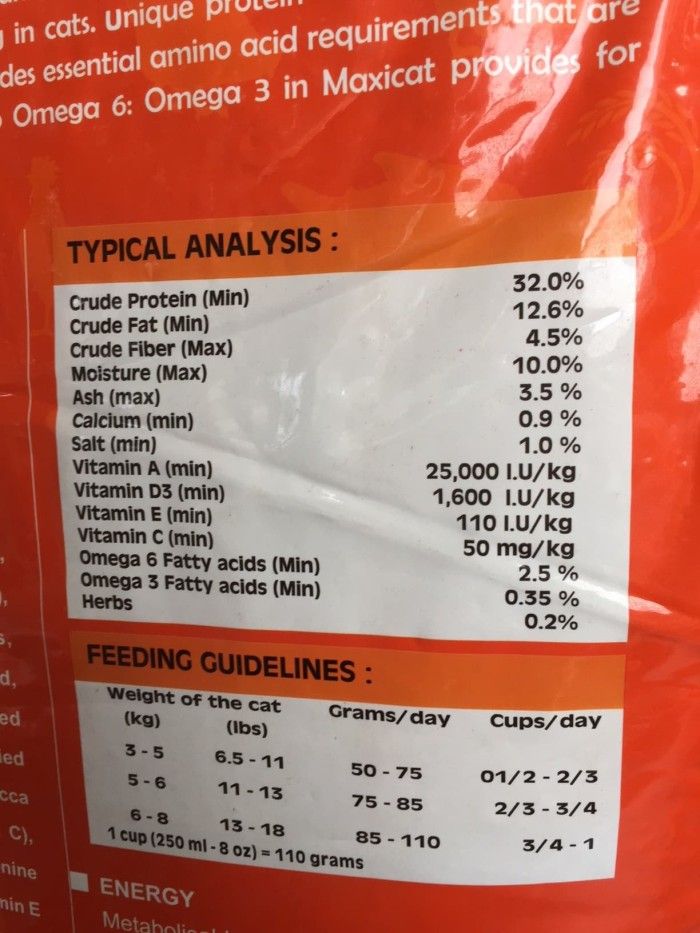 in cats. Unique
des essential amino acid requirements that are
Omega 6: Omega 3 in Maxicat provides for
TYPICAL ANALYSIS :
Crude Protein (Min) 32.0%
Crude Fat (Min) 12.6%
Crude Fiber (Max) 4.5%
Moisture (Max) 10.0%
Ash (max) 3.5 %
Calcium (min) 0.9 %
Salt (min) 1.0 %
Vitamin A (min) 25,000 I.U/kg
Vitamin D3 (min) 1,600 I.U/kg
Vitamin E (min) 110 I.U/kg
Vitamin C (min) 50 mg/kg
Omega 6 Fatty acids (Min) 2.5 %
Omega 3 Fatty acids (Min) 0.35 %
Herbs 0.2%
FEEDING GUIDELINES :
Weight of the cat Grams/day Cups/day
(kg) (lbs)
3 - 5 6.5 - 11 50 - 75 01/2 - 2/3
5 - 6 11 - 13 75 - 85 2/3 - 3/4
6 - 8 13 - 18 85 - 110 3/4 - 1
1 cup (250 ml - 8 oz) = 110 grams
ENERGY
d,
ed
ied
cca
C),
nine
min E